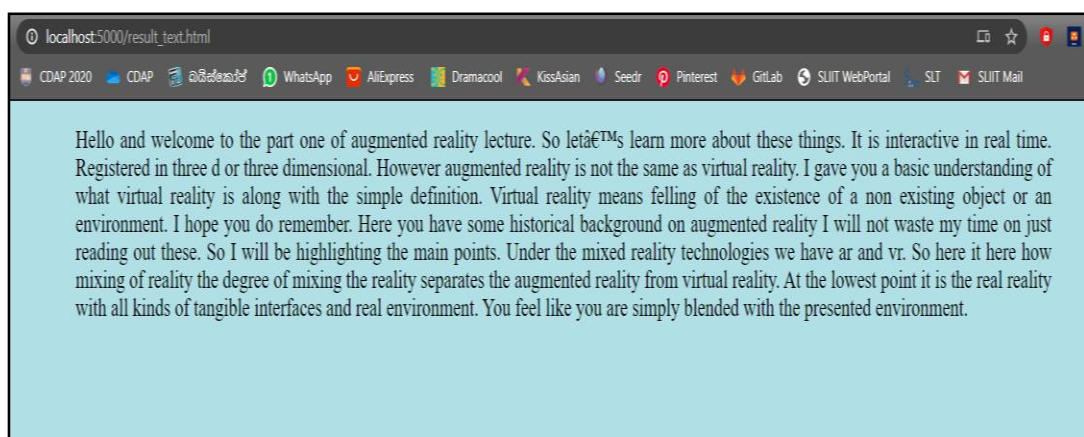 localhost:5000/result_text.html
CDAP 2020 CDAP බයිස්කෝප් WhatsApp AliExpress Dramacool KissAsian Seedr Pinterest GitLab SLIIT WebPortal SLT SLIIT Mail
Hello and welcome to the part one of augmented reality lecture. So letâ€™s learn more about these things. It is interactive in real time.
Registered in three d or three dimensional. However augmented reality is not the same as virtual reality. I gave you a basic understanding of
what virtual reality is along with the simple definition. Virtual reality means felling of the existence of a non existing object or an
environment. I hope you do remember. Here you have some historical background on augmented reality I will not waste my time on just
reading out these. So I will be highlighting the main points. Under the mixed reality technologies we have ar and vr. So here it here how
mixing of reality the degree of mixing the reality separates the augmented reality from virtual reality. At the lowest point it is the real reality
with all kinds of tangible interfaces and real environment. You feel like you are simply blended with the presented environment.